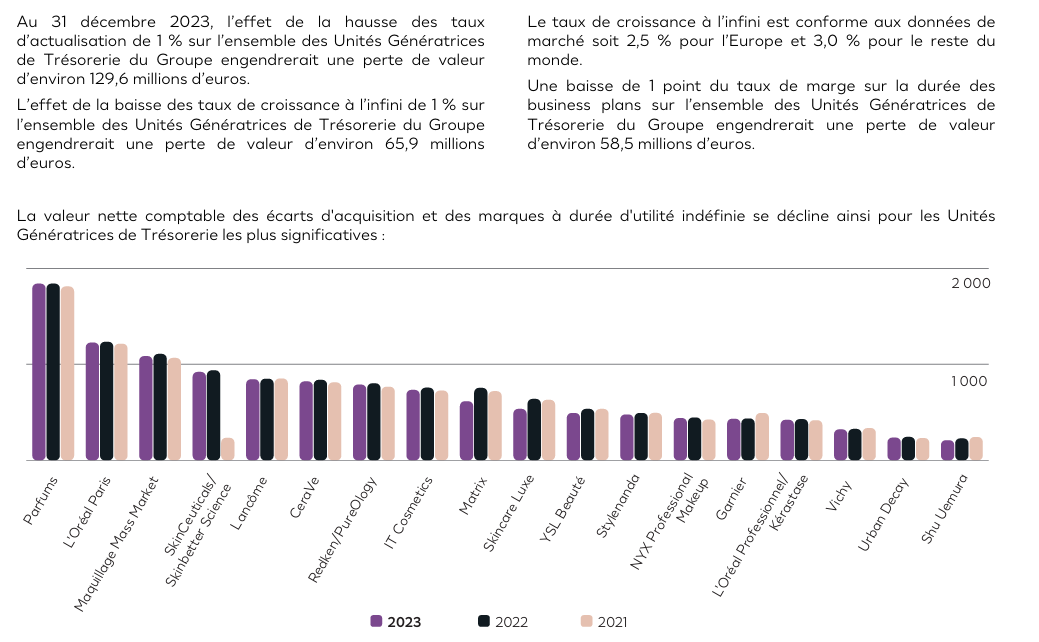 Au 31 décembre 2023, l’effet de la hausse des taux
d’actualisation de 1 % sur l’ensemble des Unités Génératrices
de Trésorerie du Groupe engendrerait une perte de valeur
d’environ 129,6 millions d’euros.
L’effet de la baisse des taux de croissance à l’infini de 1 % sur
l’ensemble des Unités Génératrices de Trésorerie du Groupe
engendrerait une perte de valeur d’environ 65,9 millions
d’euros.
Le taux de croissance à l’infini est conforme aux données de
marché soit 2,5 % pour l’Europe et 3,0 % pour le reste du
monde.
Une baisse de 1 point du taux de marge sur la durée des
business plans sur l’ensemble des Unités Génératrices de
Trésorerie du Groupe engendrerait une perte de valeur
d’environ 58,5 millions d’euros.
La valeur nette comptable des écarts d'acquisition et des marques à durée d'utilité indéfinie se décline ainsi pour les Unités
Génératrices de Trésorerie les plus significatives :
2 000
1 000
Parfums
L'Oréal Paris
Maquillage Mass Market
SkinCeuticals/
Skinbetter Science
Lancôme
CeraVe
Redken/PureOlogy
IT Cosmetics
Matrix
Skincare Luxe
YSL Beauté
Stylenanda
NYX Professional
Makeup
Garnier
L'Oréal Professionnel/
Kérastase
Vichy
Urban Decay
Shu Uemura
2023
2022
2021